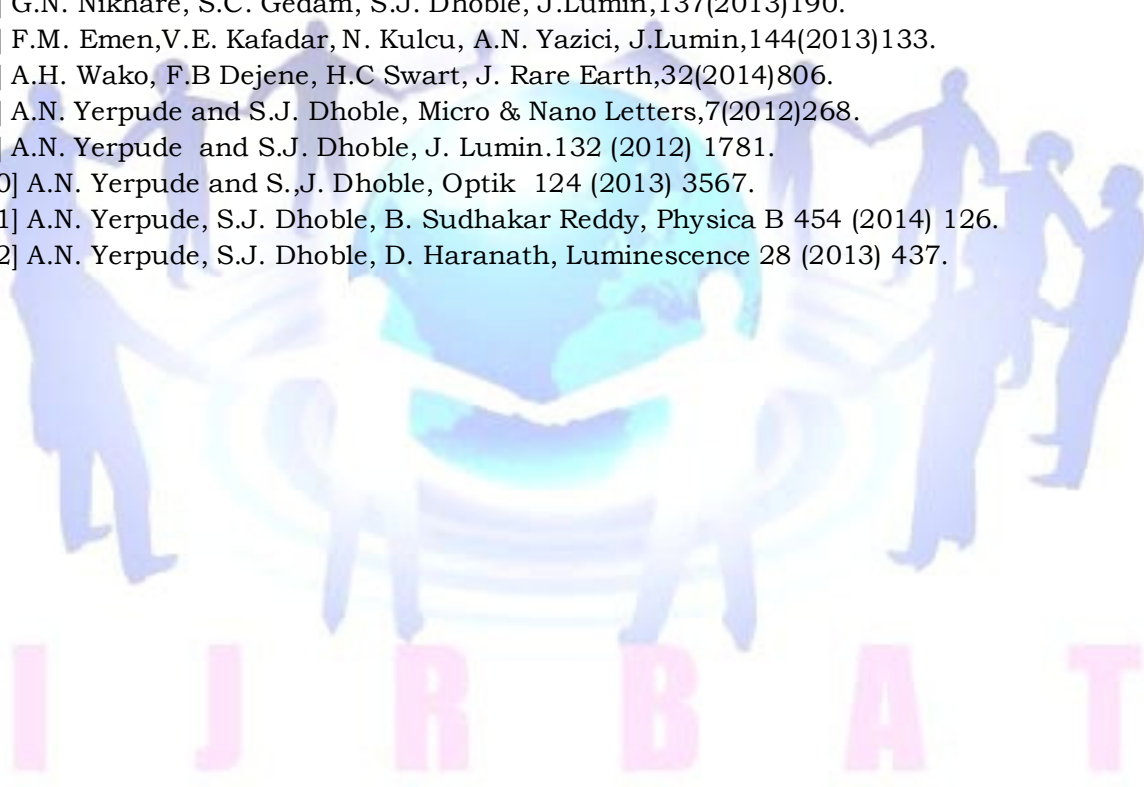 ] G.N. Nikhare, S.C. Gedam, S.J. Dhoble, J.Lumin,137(2013)190.
] F.M. Emen,V.E. Kafadar, N. Kulcu, A.N. Yazici, J.Lumin,144(2013)133.
] A.H. Wako, F.B Dejene, H.C Swart, J. Rare Earth,32(2014)806.
] A.N. Yerpude and S.J. Dhoble, Micro & Nano Letters,7(2012)268.
] A.N. Yerpude and S.J. Dhoble, J. Lumin.132 (2012) 1781.
0] A.N. Yerpude and S.,J. Dhoble, Optik 124 (2013) 3567.
1] A.N. Yerpude, S.J. Dhoble, B. Sudhakar Reddy, Physica B 454 (2014) 126.
2] A.N. Yerpude, S.J. Dhoble, D. Haranath, Luminescence 28 (2013) 437.
I J R B A T